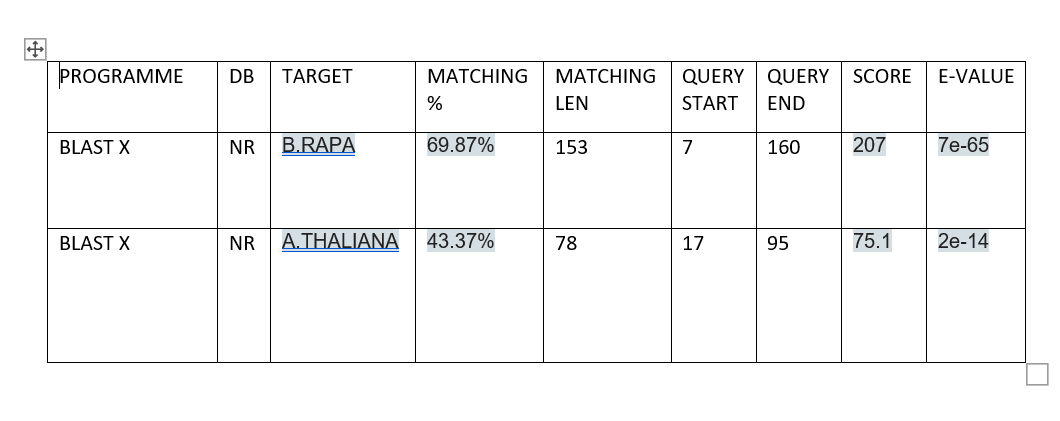 PROGRAMME DB TARGET MATCHING % MATCHING LEN QUERY START QUERY END SCORE E-VALUE
BLAST X NR B.RAPA 69.87% 153 7 160 207 7e-65
BLAST X NR A.THALIANA 43.37% 78 17 95 75.1 2e-14